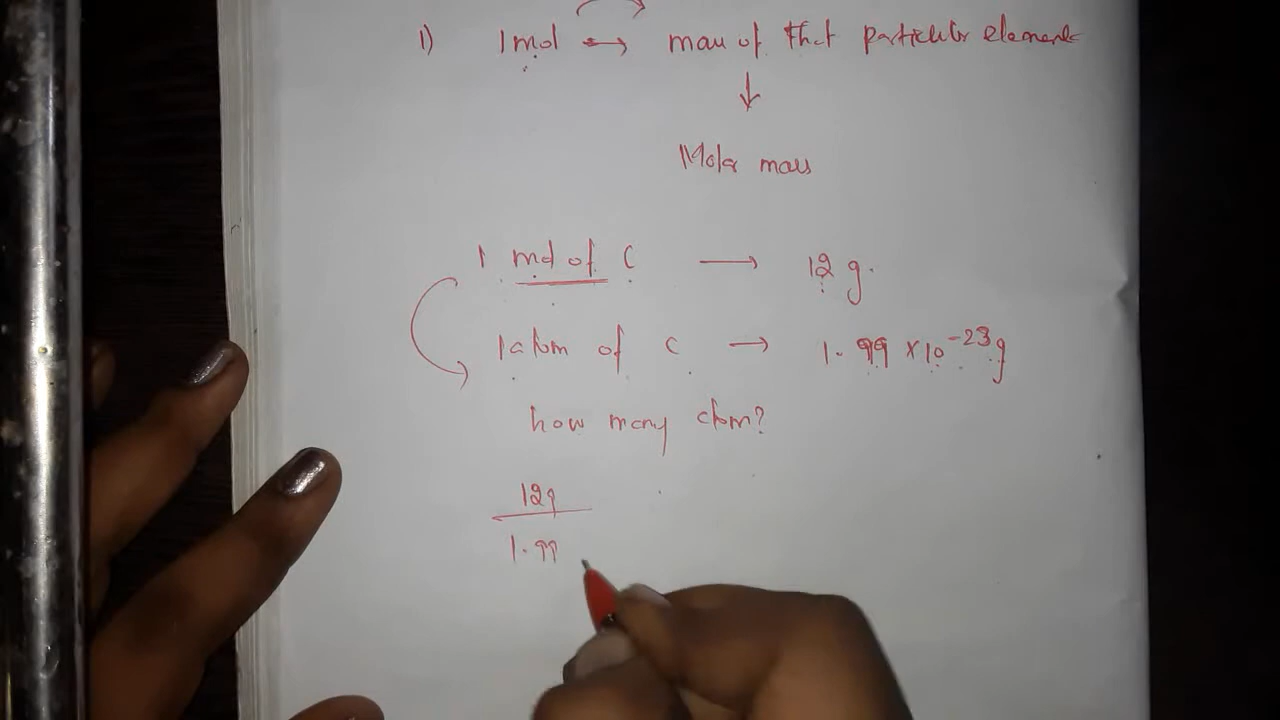 1) 1mol ↔ mass of that particular element
↓
Molar mass
1 mol of C → 12 g.
1 atom of C → 1.99 × 10⁻²³g
how many atom?
12g
1.99